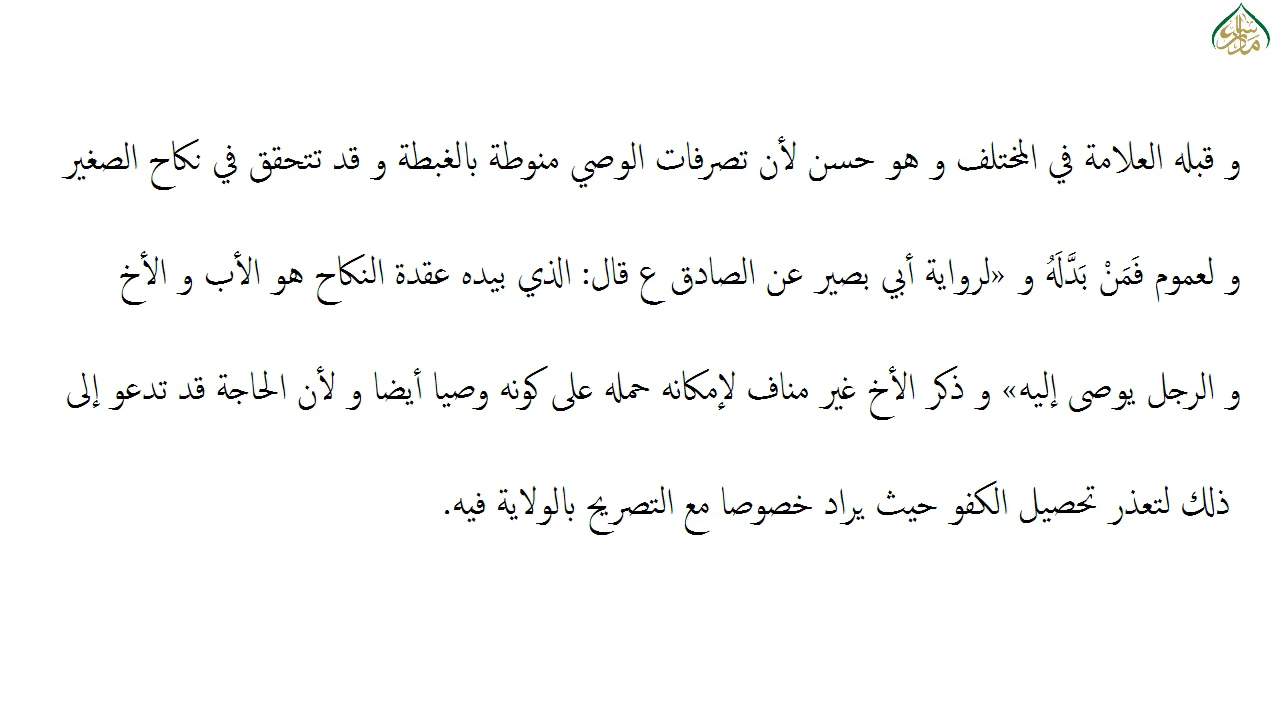 و قبله العلامة في المختلف و هو حسن لأن تصرفات الوصي منوطة بالغبطة و قد تتحقق في نكاح الصغير
و لعموم فَمَنْ بَدَّلَهُ و «لرواية أبي بصير عن الصادق ع قال: الذي بيده عقدة النكاح هو الأب و الأخ
و الرجل يوصى إليه» و ذكر الأخ غير مناف لإمكانه حمله على كونه وصيا أيضا و لأن الحاجة قد تدعو إلى
ذلك لتعذر تحصيل الكفو حيث يراد خصوصا مع التصريح بالولاية فيه.